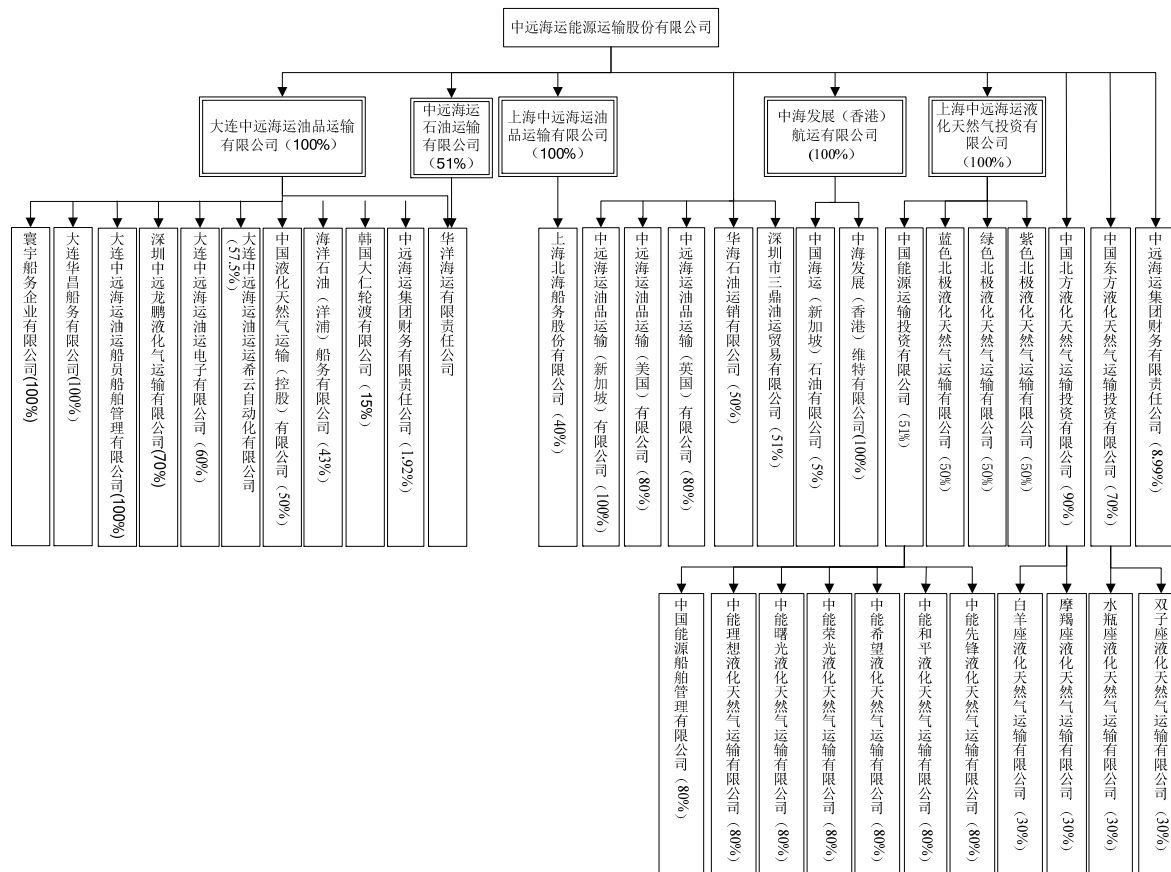 中远海运能源运输股份有限公司
大连中远海运油品运输
有限公司（100%）
中远海运
石油运输
有限公司
（51%）
上海中远海运油
品运输有限公司
（100%）
中海发展（香港）
航运有限公司
(100%)
上海中远海运液
化天然气投资有
限公司
（100%）
寰宇船务企业有限公司(100%)
大连华昌船务有限公司(100%)
大连中远海运油运船员船舶管理有限公司(100%)
深圳中远龙鹏液化气运输有限公司(70%)
大连中远海运油运电子有限公司（60%）
大连中远海运油运运希云自动化有限公司
(57.5%)
中国液化天然气运输（控股）有限公司（50%）
海洋石油（洋浦）船务有限公司（43%）
韩国大仁轮渡有限公司（15%）
中远海运集团财务有限责任公司（1.92%）
华洋海运有限责任公司
上海北海船务股份有限公司（40%）
中远海运油品运输（新加坡）有限公司（100%）
中远海运油品运输（美国）有限公司（80%）
中远海运油品运输（英国）有限公司（80%）
华海石油运销有限公司（50%）
深圳市三鼎油运贸易有限公司（51%）
中国海运（新加坡）石油有限公司（5%）
中海发展（香港）维特有限公司(100%)
中国能源运输投资有限公司（51%）
蓝色北极液化天然气运输有限公司（50%）
绿色北极液化天然气运输有限公司（50%）
紫色北极液化天然气运输有限公司（50%）
中国北方液化天然气运输投资有限公司（90%）
中国东方液化天然气运输投资有限公司（70%）
中远海运集团财务有限责任公司（8.99%）
中国能源船舶管理有限公司（80%）
中能理想液化天然气运输有限公司（80%）
中能曙光液化天然气运输有限公司（80%）
中能荣光液化天然气运输有限公司（80%）
中能希望液化天然气运输有限公司（80%）
中能和平液化天然气运输有限公司（80%）
中能先锋液化天然气运输有限公司（80%）
白羊座液化天然气运输有限公司（30%）
摩羯座液化天然气运输有限公司（30%）
水瓶座液化天然气运输有限公司（30%）
双子座液化天然气运输有限公司（30%）